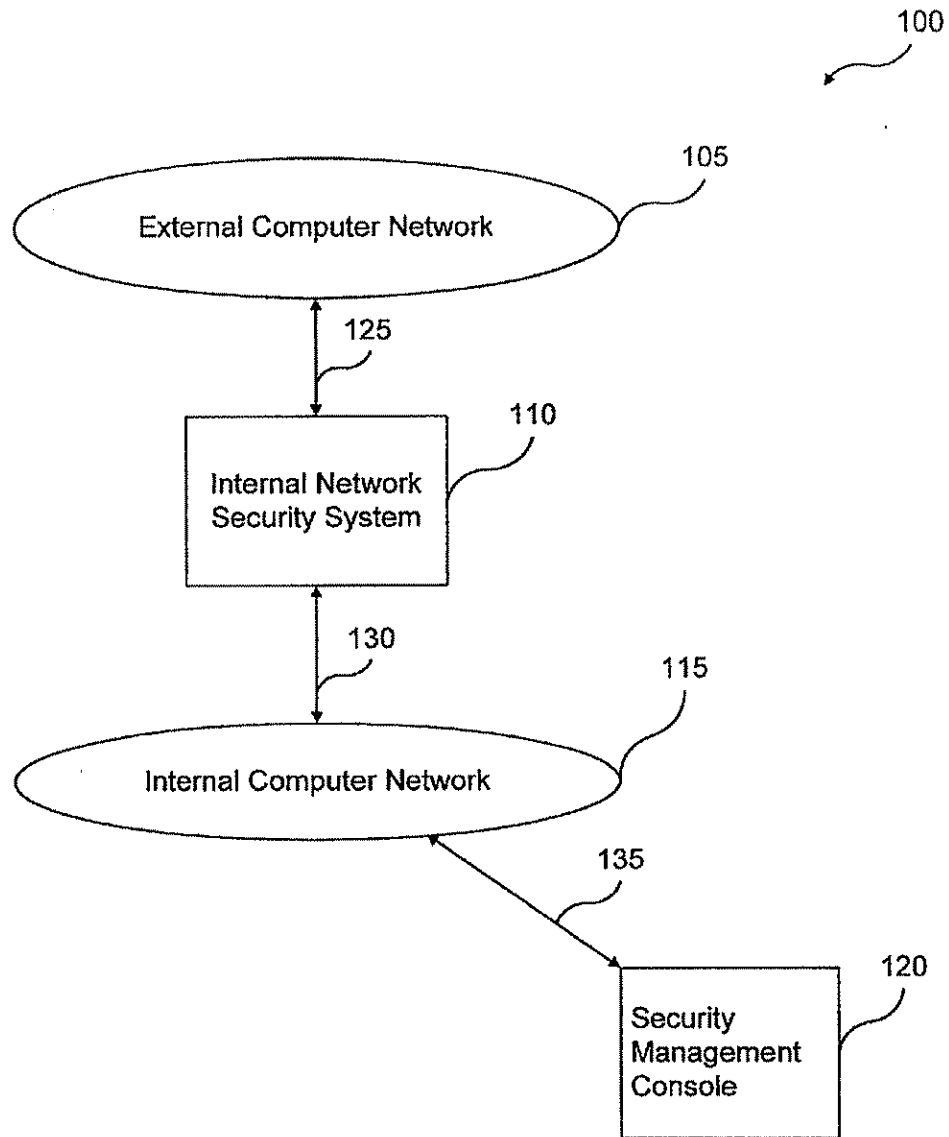 100
105
External Computer Network
125
110
Internal Network
Security System
130
115
Internal Computer Network
135
120
Security
Management
Console